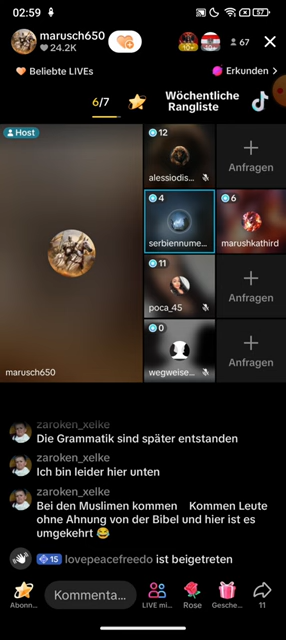 02:59
57
marusch650
24.2K
10+
10+
67
Beliebte LIVEs
Erkunden
6/7
Wöchentliche
Rangliste
Host
12
alessiodis...
Anfragen
4
serbiennume...
6
marushkathird
11
poca_45
Anfragen
0
wegweise...
Anfragen
marusch650
zaroken_xelke
Die Grammatik sind später entstanden
zaroken_xelke
Ich bin leider hier unten
zaroken_xelke
Bei den Muslimen kommen Kommen Leute
ohne Ahnung von der Bibel und hier ist es
umgekehrt
15 lovepeacefreedo ist beigetreten
Kommenta...
Abonn...
LIVE mi...
Rose
Gesche...
11